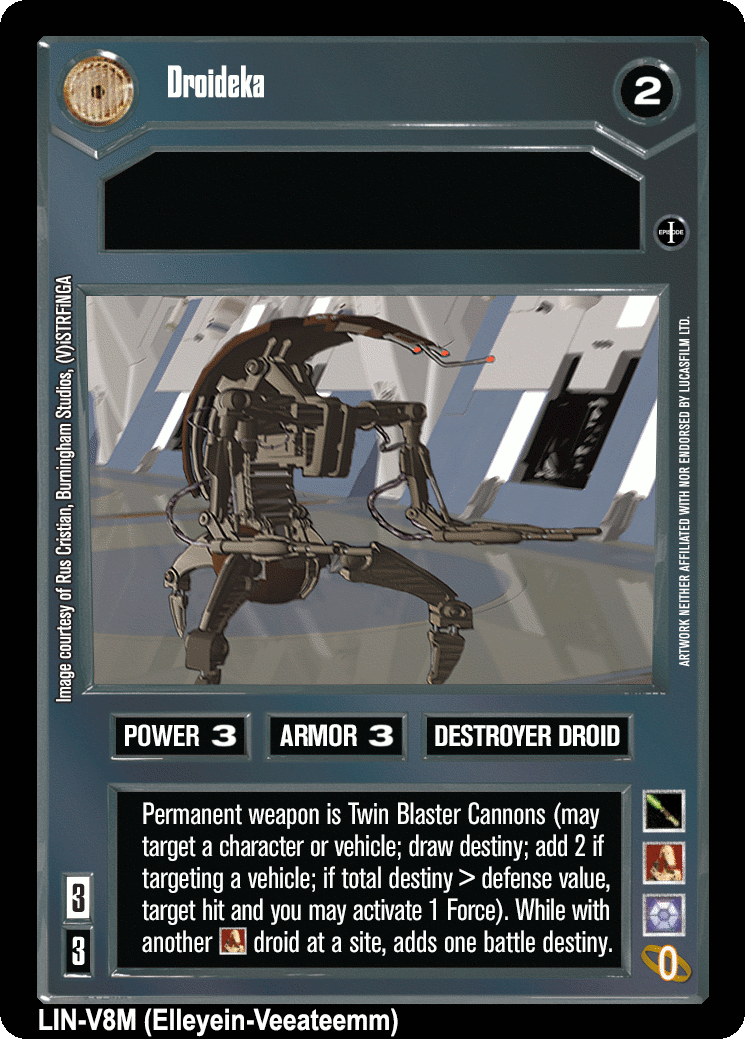 Droideka
2
EPISODE
I
Image courtesy of Rus Cristian, Burningham Studios, (V)iSTRFiNGA
ARTWORK NEITHER AFFILIATED WITH NOR ENDORSED BY LUCASFILM LTD.
POWER 3
ARMOR 3
DESTROYER DROID
Permanent weapon is Twin Blaster Cannons (may
target a character or vehicle; draw destiny; add 2 if
targeting a vehicle; if total destiny > defense value,
target hit and you may activate 1 Force). While with
another droid at a site, adds one battle destiny.
3
3
0
LIN-V8M (Elleyein-Veeateemm)